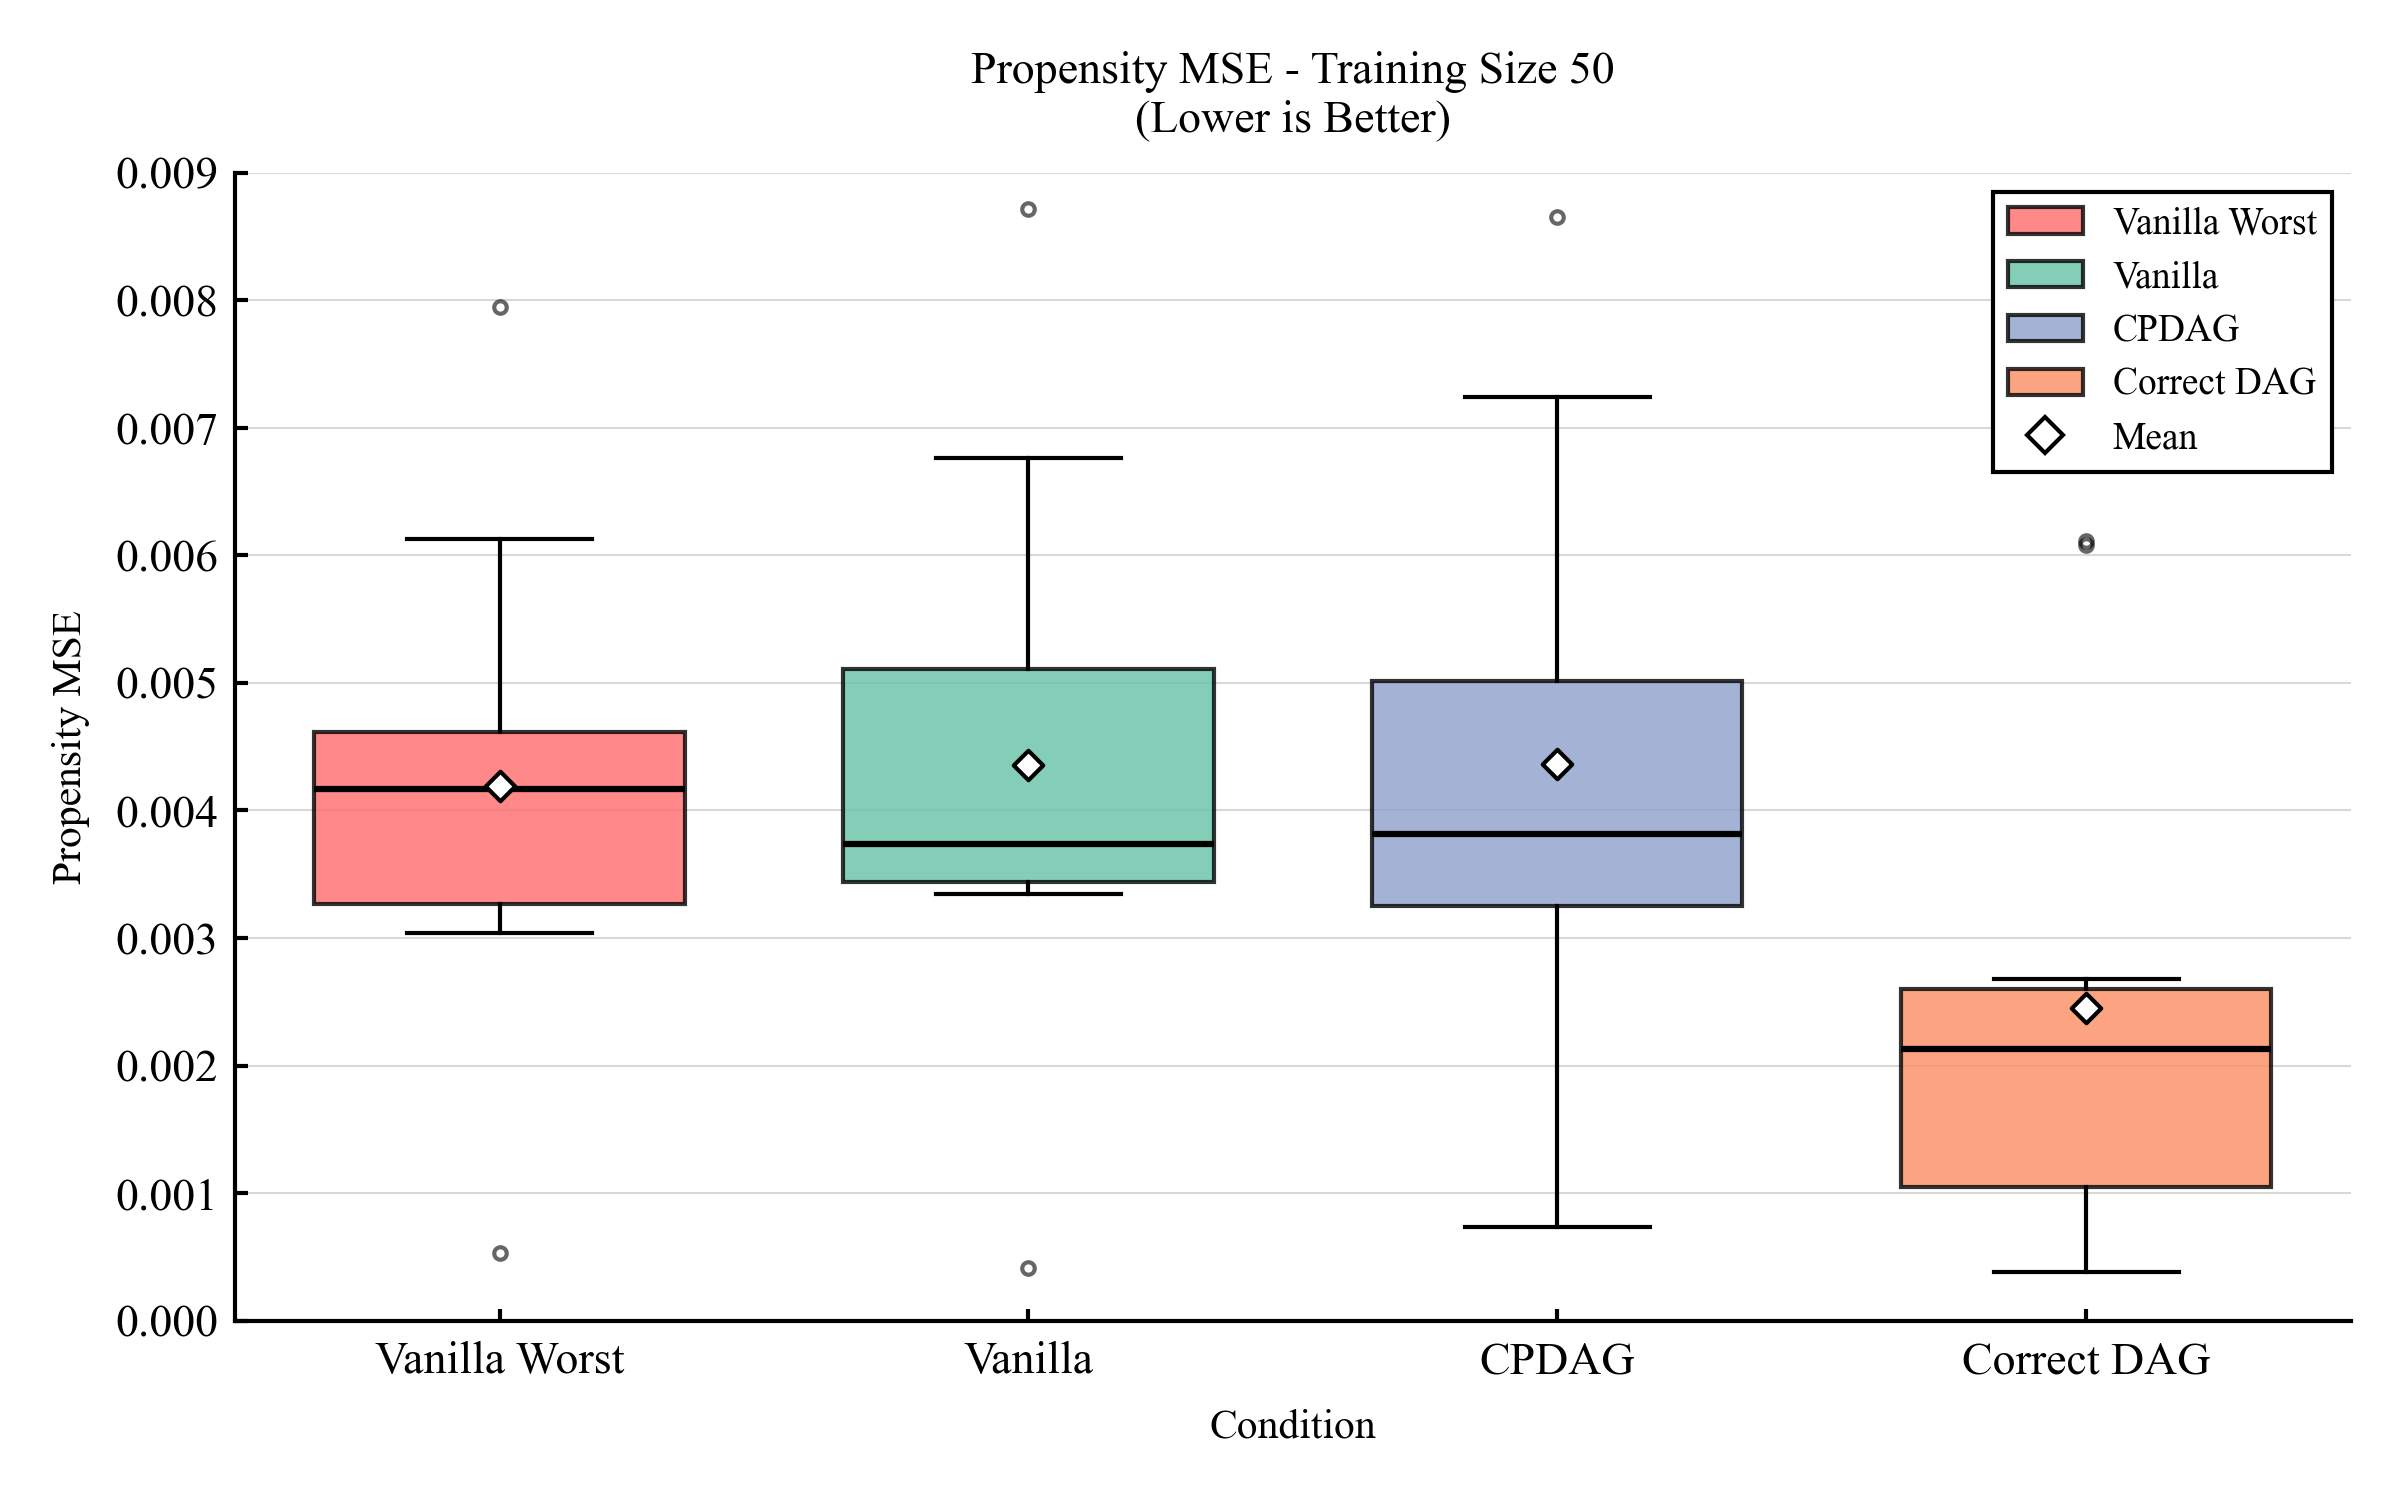 Propensity MSE - Training Size 50
(Lower is Better)
0.009
0.008
0.007
0.006
0.005
0.004
0.003
0.002
0.001
0.000
Propensity MSE
Vanilla Worst
Vanilla
CPDAG
Correct DAG
Mean
Vanilla Worst
Vanilla
CPDAG
Correct DAG
Condition